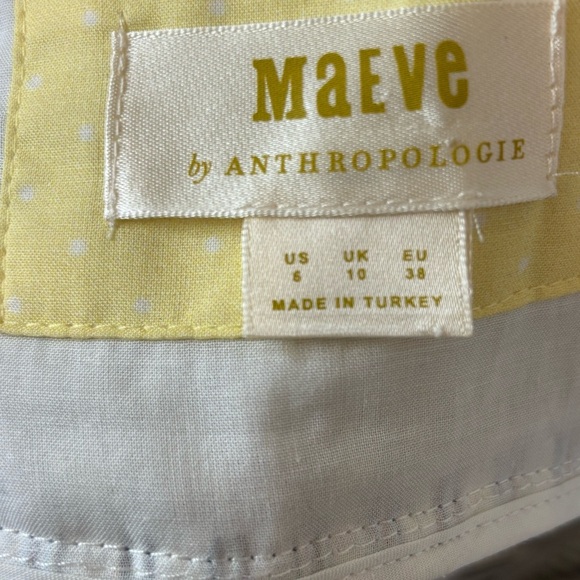 MaEVe
by ANTHROPOLOGIE
US UK EU
6 10 38
MADE IN TURKEY